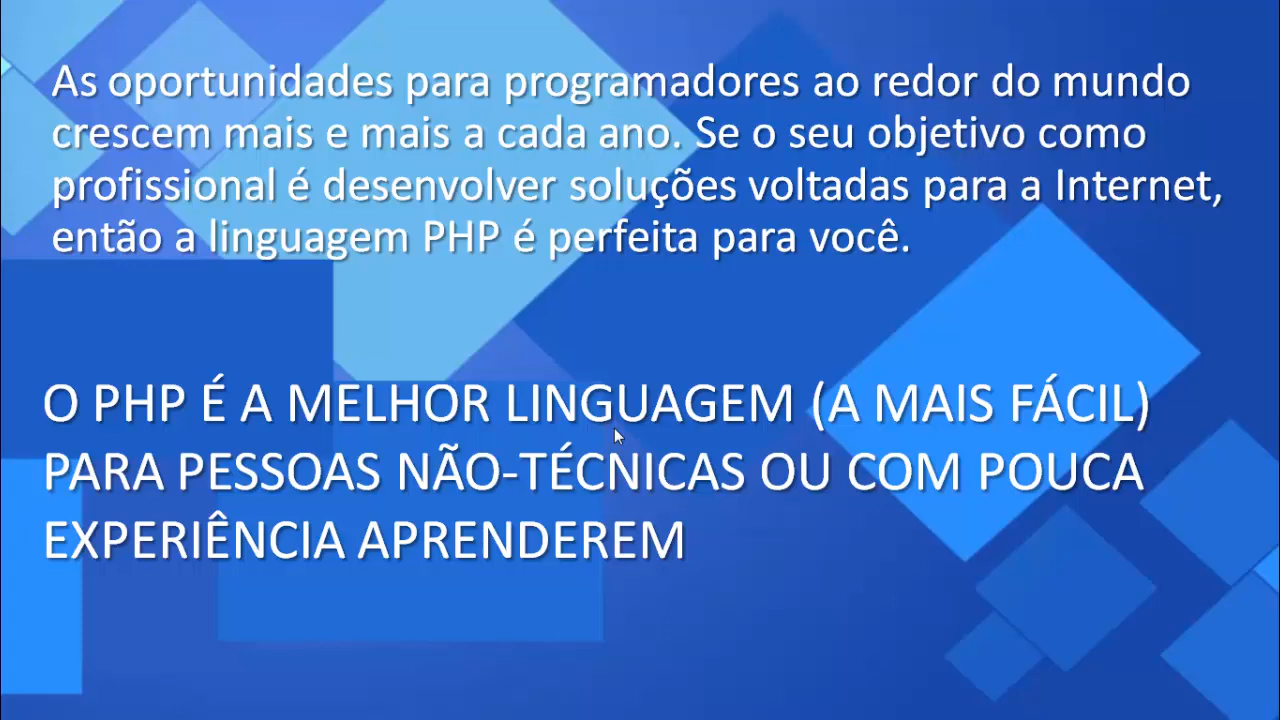 As oportunidades para programadores ao redor do mundo
crescem mais e mais a cada ano. Se o seu objetivo como
profissional é desenvolver soluções voltadas para a Internet,
então a linguagem PHP é perfeita para você.
O PHP É A MELHOR LINGUAGEM (A MAIS FÁCIL)
PARA PESSOAS NÃO-TÉCNICAS OU COM POUCA
EXPERIÊNCIA APRENDEREM